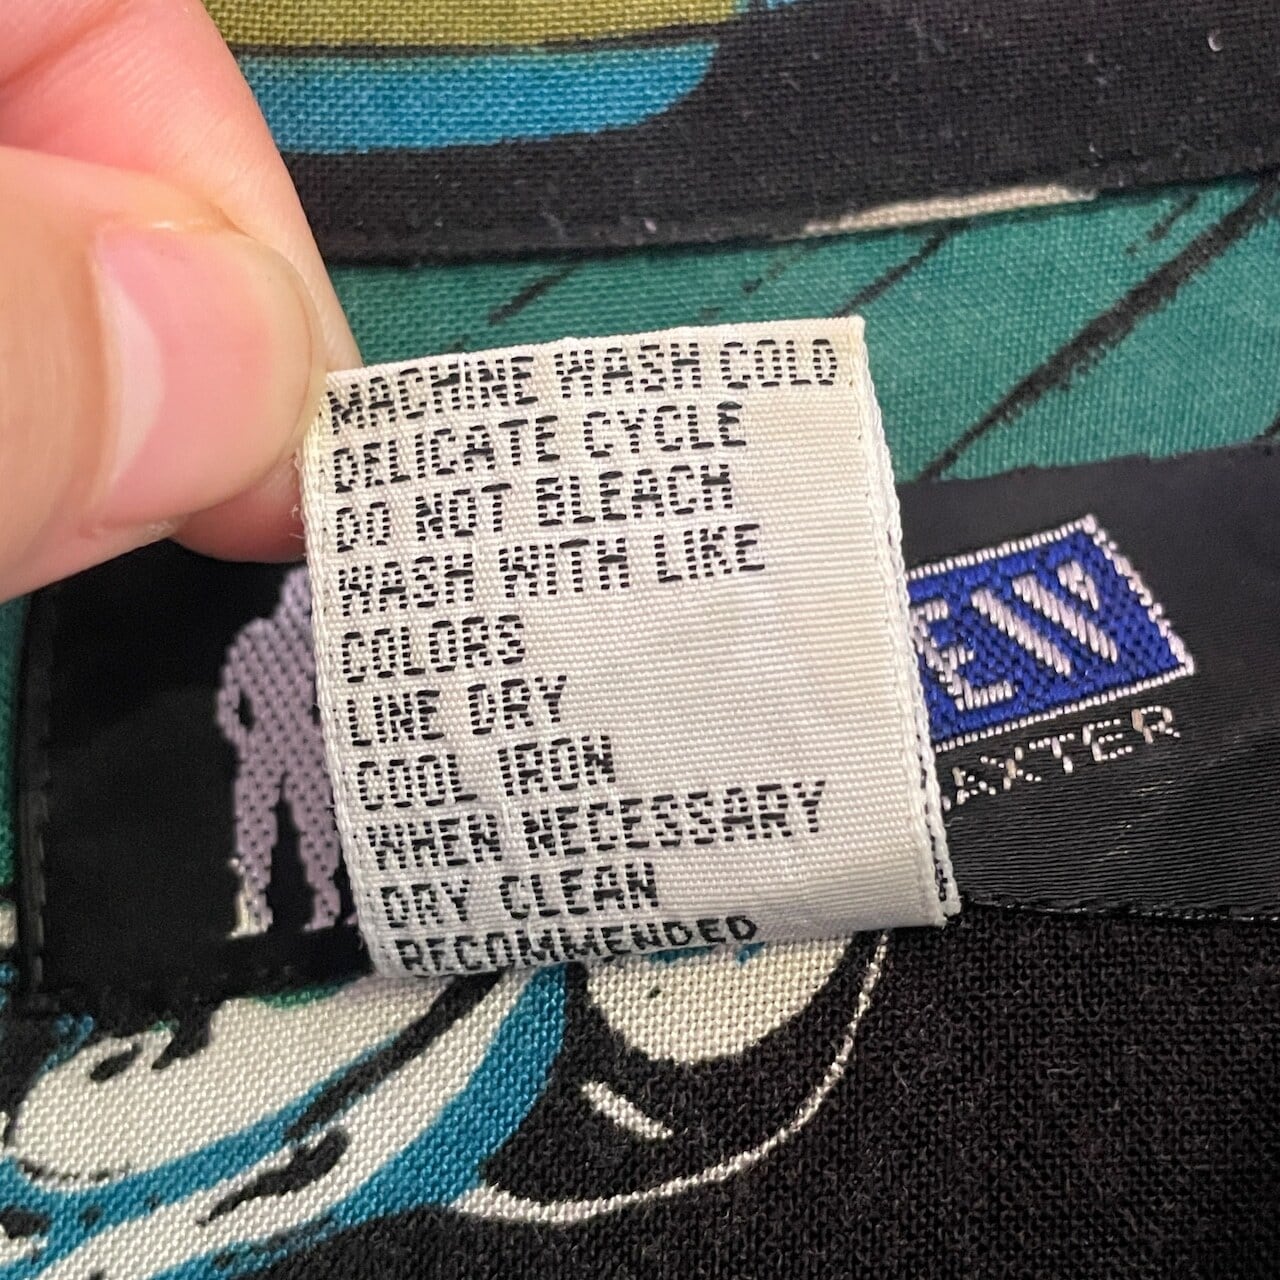 MACHINE WASH COLD
DELICATE CYCLE
DO NOT BLEACH
WASH WITH LIKE
COLORS
LINE DRY
COOL IRON
WHEN NECESSARY
DRY CLEAN
RECOMMENDED
EW
AXTER